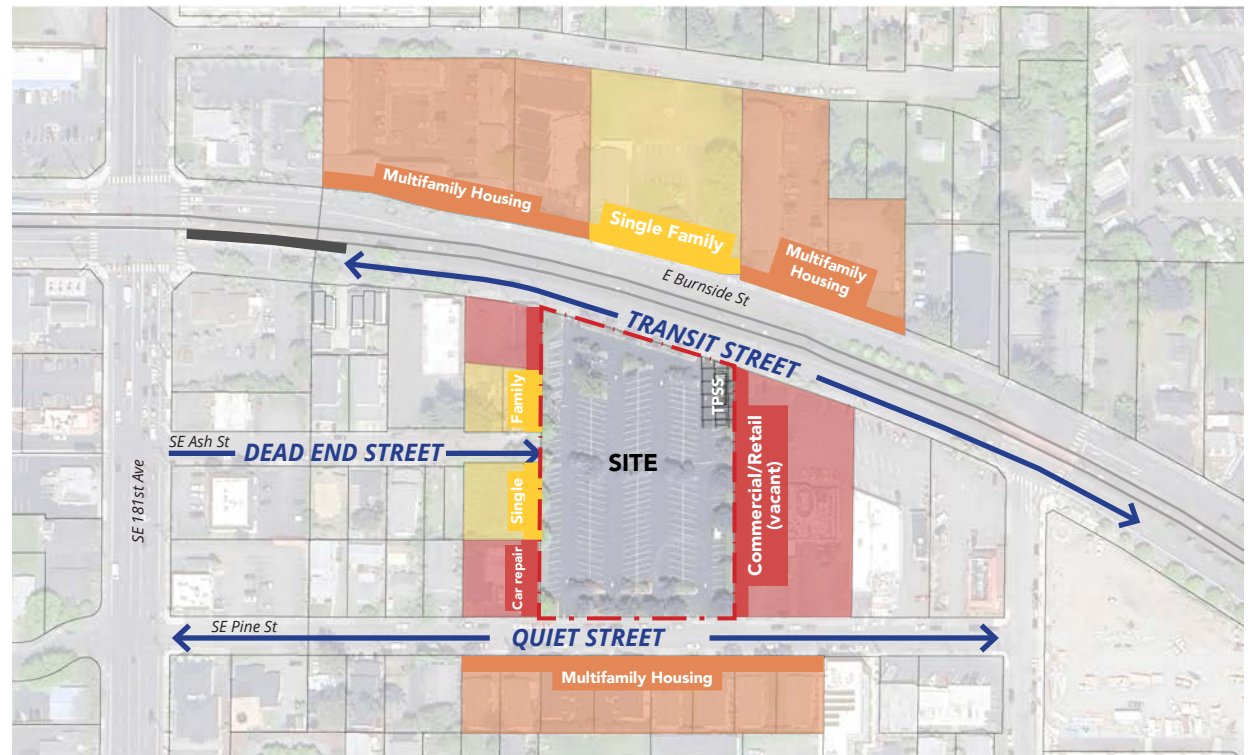 Multifamily Housing
Single Family
Multifamily
Housing
E Burnside St
TRANSIT STREET
TPSS
Family
SE Ash St
DEAD END STREET
SITE
Commercial/Retail
(vacant)
SE 181st Ave
Single
Car repair
SE Pine St
QUIET STREET
Multifamily Housing